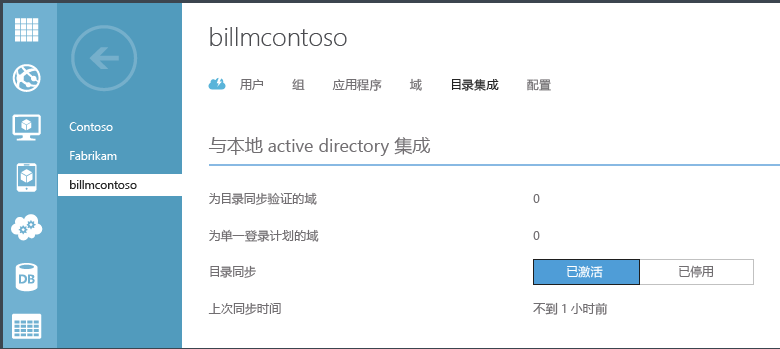 billmcontoso
用户 组 应用程序 域 目录集成 配置
Contoso
Fabrikam
billmcontoso
与本地 active directory 集成
为目录同步验证的域 0
为单一登录计划的域 0
目录同步 已激活 已停用
上次同步时间 不到 1 小时前
DB